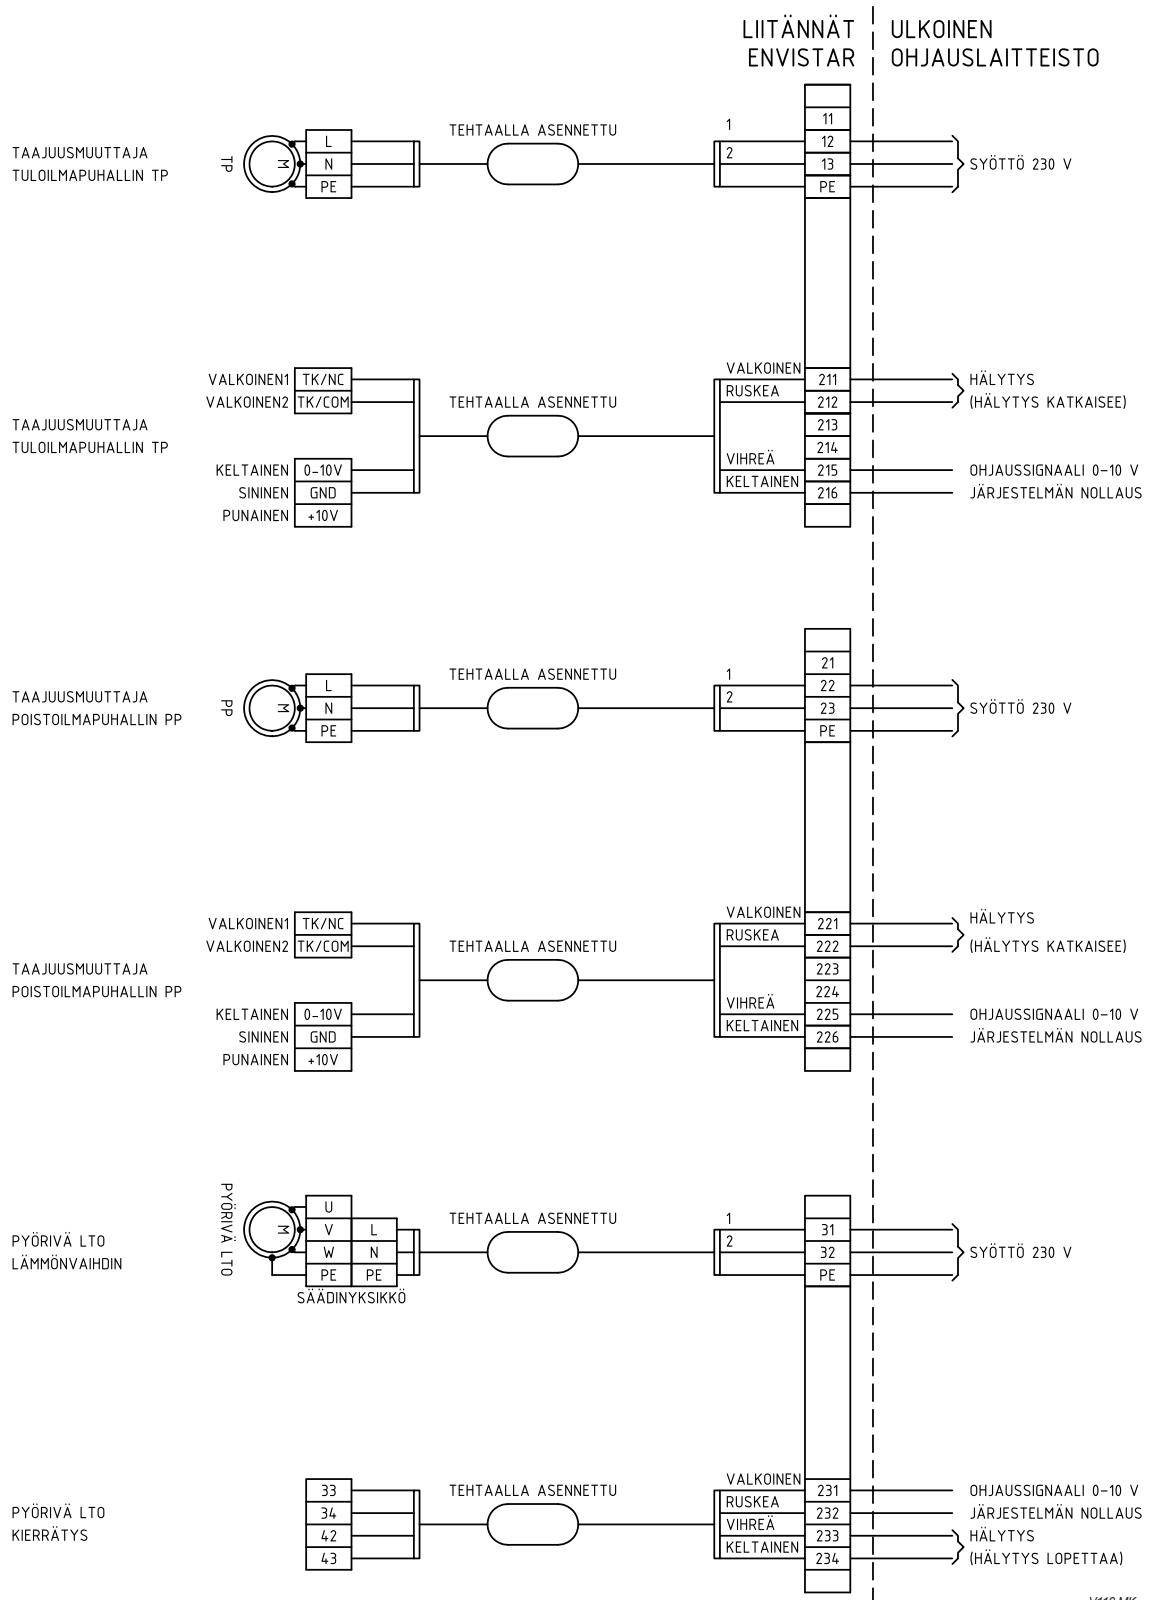 LIITÄNNÄT
ENVISTAR
ULKOINEN
OHJAUSLAITTEISTO
TAAJUUSMUUTTAJA
TULOILMAPUHALLIN TP
TP
M
L
N
PE
TEHTAALLA ASENNETTU
1
2
11
12
13
PE
SYÖTTÖ 230 V
TAAJUUSMUUTTAJA
TULOILMAPUHALLIN TP
VALKOINEN1 TK/NC
VALKOINEN2 TK/COM
KELTAINEN 0-10V
SININEN GND
PUNAINEN +10V
TEHTAALLA ASENNETTU
VALKOINEN
RUSKEA
VIHREÄ
KELTAINEN
211
212
213
214
215
216
HÄLYTYS
(HÄLYTYS KATKAISEE)
OHJAUSSIGNAALI 0-10 V
JÄRJESTELMÄN NOLLAUS
TAAJUUSMUUTTAJA
POISTOILMAPUHALLIN PP
PP
M
L
N
PE
TEHTAALLA ASENNETTU
1
2
21
22
23
PE
SYÖTTÖ 230 V
TAAJUUSMUUTTAJA
POISTOILMAPUHALLIN PP
VALKOINEN1 TK/NC
VALKOINEN2 TK/COM
KELTAINEN 0-10V
SININEN GND
PUNAINEN +10V
TEHTAALLA ASENNETTU
VALKOINEN
RUSKEA
VIHREÄ
KELTAINEN
221
222
223
224
225
226
HÄLYTYS
(HÄLYTYS KATKAISEE)
OHJAUSSIGNAALI 0-10 V
JÄRJESTELMÄN NOLLAUS
PYÖRIVÄ LTO
LÄMMÖNVAIHDIN
PYÖRIVÄ LTO
M
U
V L
W N
PE PE
SÄÄDINYKSIKKÖ
TEHTAALLA ASENNETTU
1
2
31
32
PE
SYÖTTÖ 230 V
PYÖRIVÄ LTO
KIERRÄTYS
33
34
42
43
TEHTAALLA ASENNETTU
VALKOINEN
RUSKEA
VIHREÄ
KELTAINEN
231
232
233
234
OHJAUSSIGNAALI 0-10 V
JÄRJESTELMÄN NOLLAUS
HÄLYTYS
(HÄLYTYS LOPETTAA)